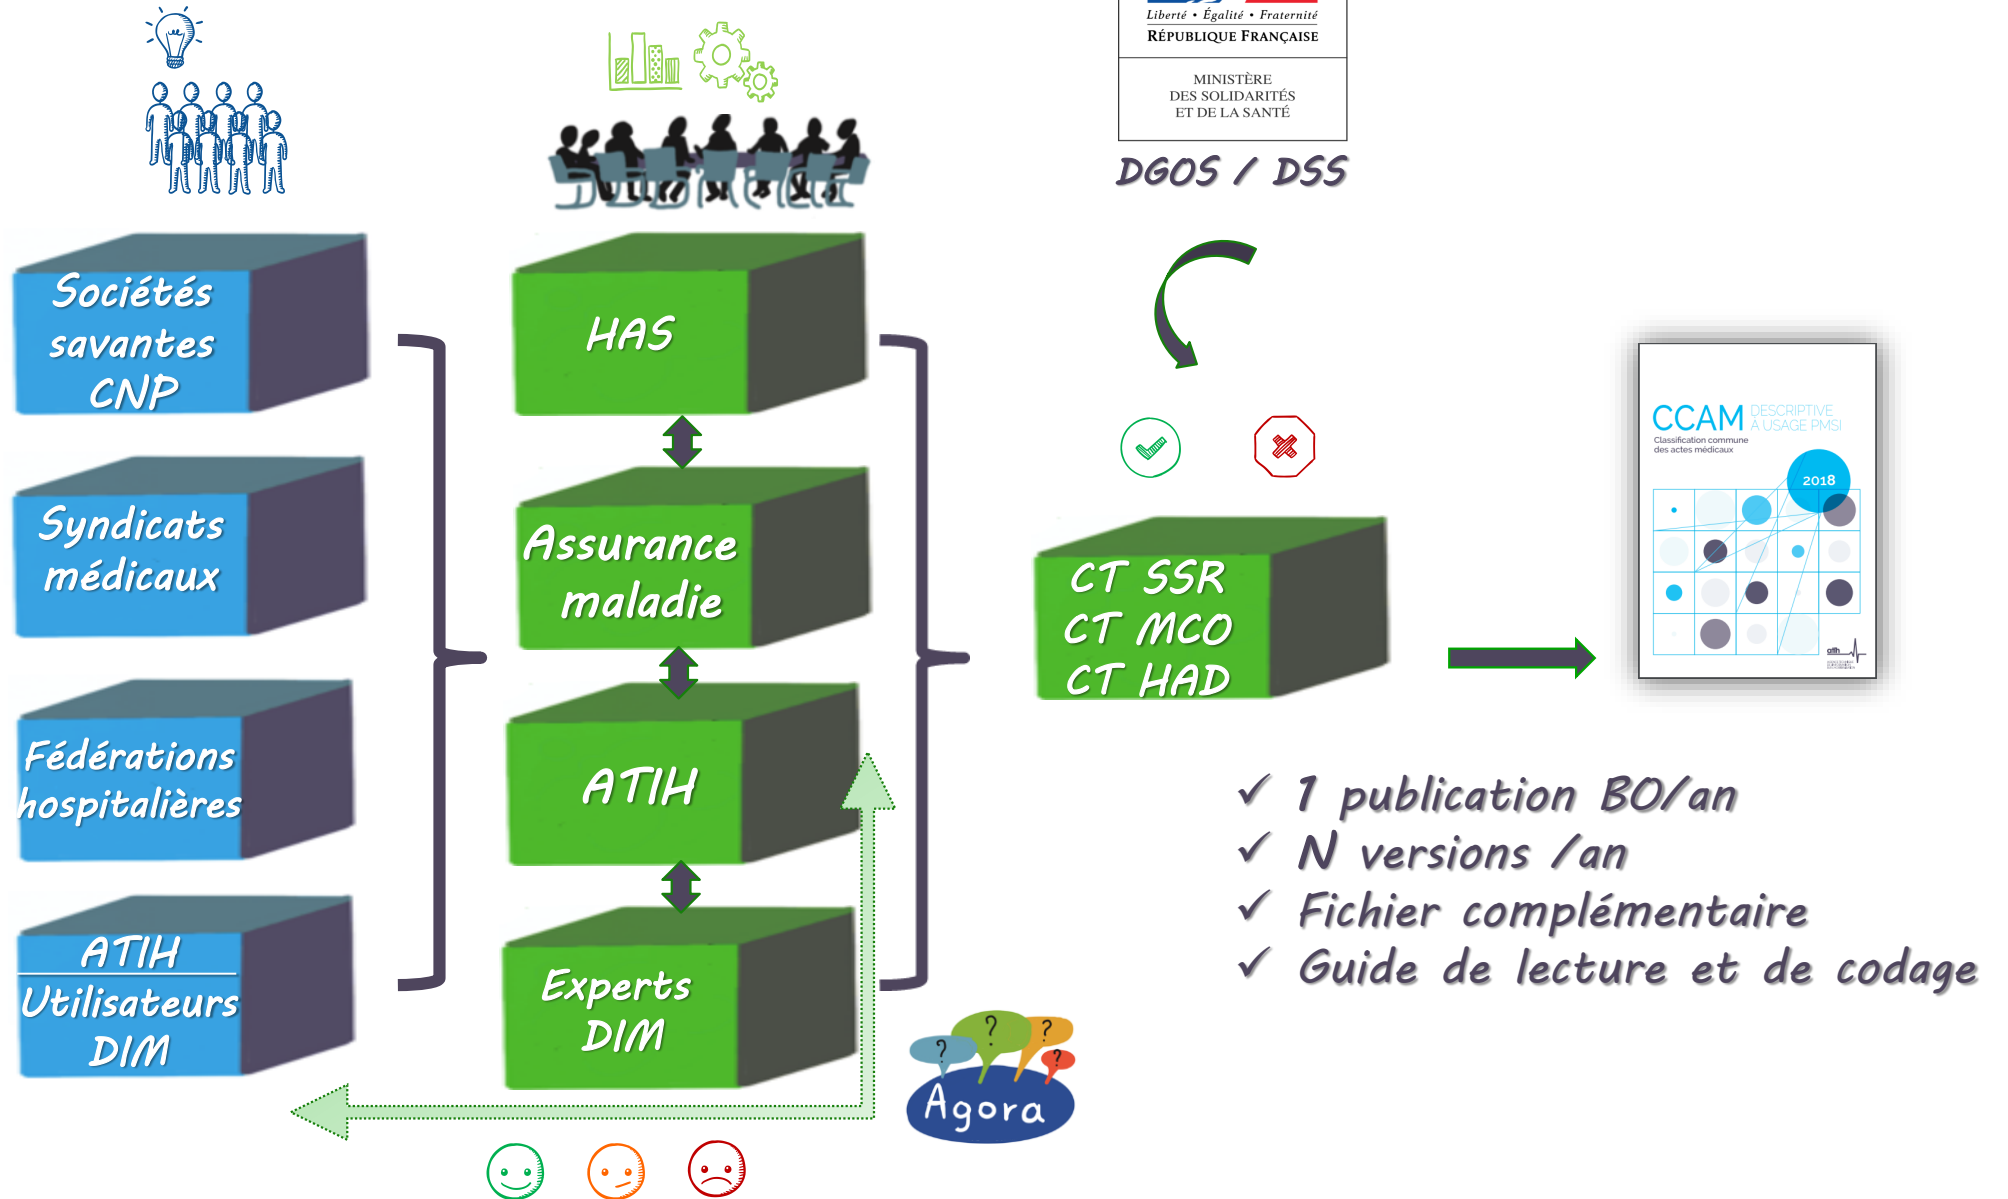 Liberté • Égalité • Fraternité
RÉPUBLIQUE FRANÇAISE
MINISTÈRE
DES SOLIDARITÉS
ET DE LA SANTÉ
DGOS / DSS
Sociétés
savantes
CNP
Syndicats
médicaux
Fédérations
hospitalières
ATIH
Utilisateurs
DIM
HAS
Assurance
maladie
ATIH
Experts
DIM
? ? ? ?
Agora
CT SSR
CT MCO
CT HAD
CCAM DESCRIPTIVE
À USAGE PMSI
Classification commune
des actes médicaux
2018
atih
✓ 1 publication BO/an
✓ N versions /an
✓ Fichier complémentaire
✓ Guide de lecture et de codage